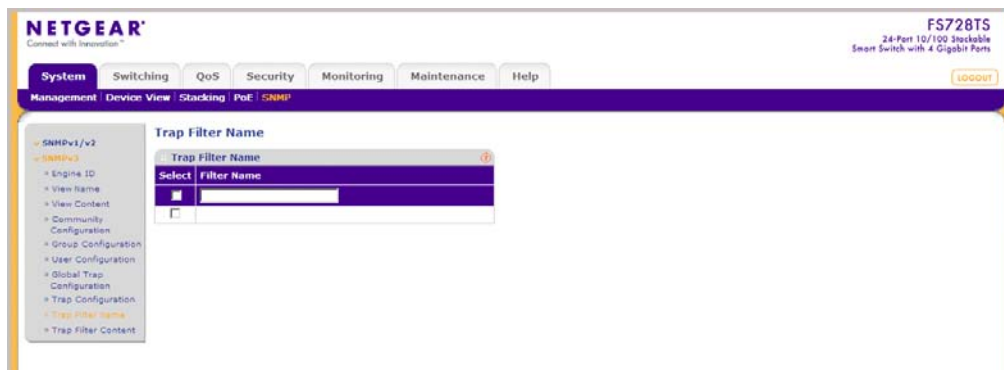 NETGEAR
Connect with Innovation™
FS728TS
24-Port 10/100 Stackable
Smart Switch with 4 Gigabit Ports
System Switching QoS Security Monitoring Maintenance Help
LOGOUT
Management Device View Stacking PoE SNMP
SNMPv1/v2
SNMPv3
Engine ID
View Name
View Content
Community
Configuration
Group Configuration
User Configuration
Global Trap
Configuration
Trap Configuration
Trap Filter Name
Trap Filter Content
Trap Filter Name
Trap Filter Name
Select Filter Name